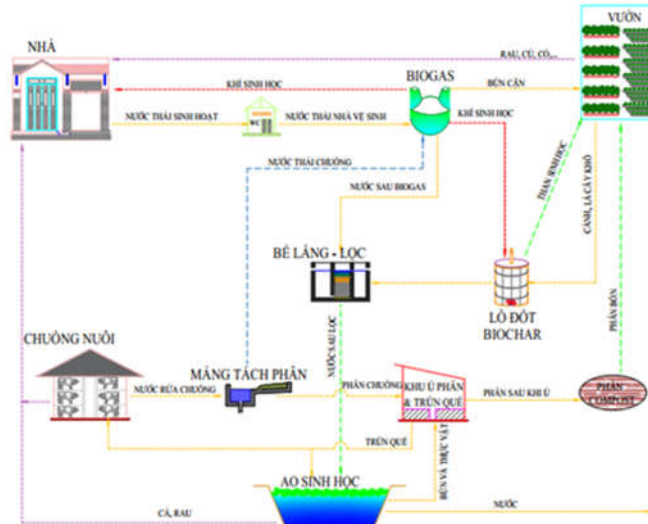 VƯỜN
NHÀ
RAU, CỦ, CỎ,...
BIOGAS
KHÍ SINH HỌC
BÙN CẶN
NƯỚC THẢI SINH HOẠT
NƯỚC THẢI NHÀ VỆ SINH
KHÍ SINH HỌC
NƯỚC THẢI CHUỒNG
THAN SINH HỌC
CÀNH, LÁ CÂY KHÔ
NƯỚC SAU BIOGAS
BỂ LẮNG - LỌC
LÒ ĐỐT
BIOCHAR
PHÂN BÓN
NƯỚC SAU LỌC
CHUỒNG NUÔI
MÁNG TÁCH PHÂN
KHU Ủ PHÂN
& TRÙN QUẾ
PHÂN
COMPOST
NƯỚC RỬA CHUỒNG
PHÂN CHUỒNG
PHÂN SAU KHI Ủ
TRÙN QUẾ
BÙN VÀ THỰC VẬT
AO SINH HỌC
CÁ, RAU
NƯỚC